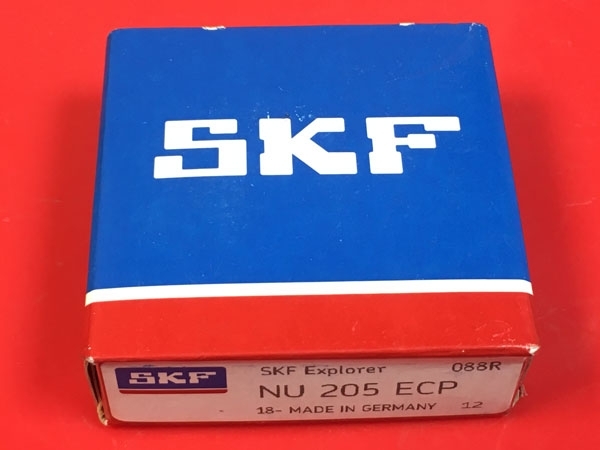 SKF
SKF
SKF Explorer 088R
NU 205 ECP
18- MADE IN GERMANY 12